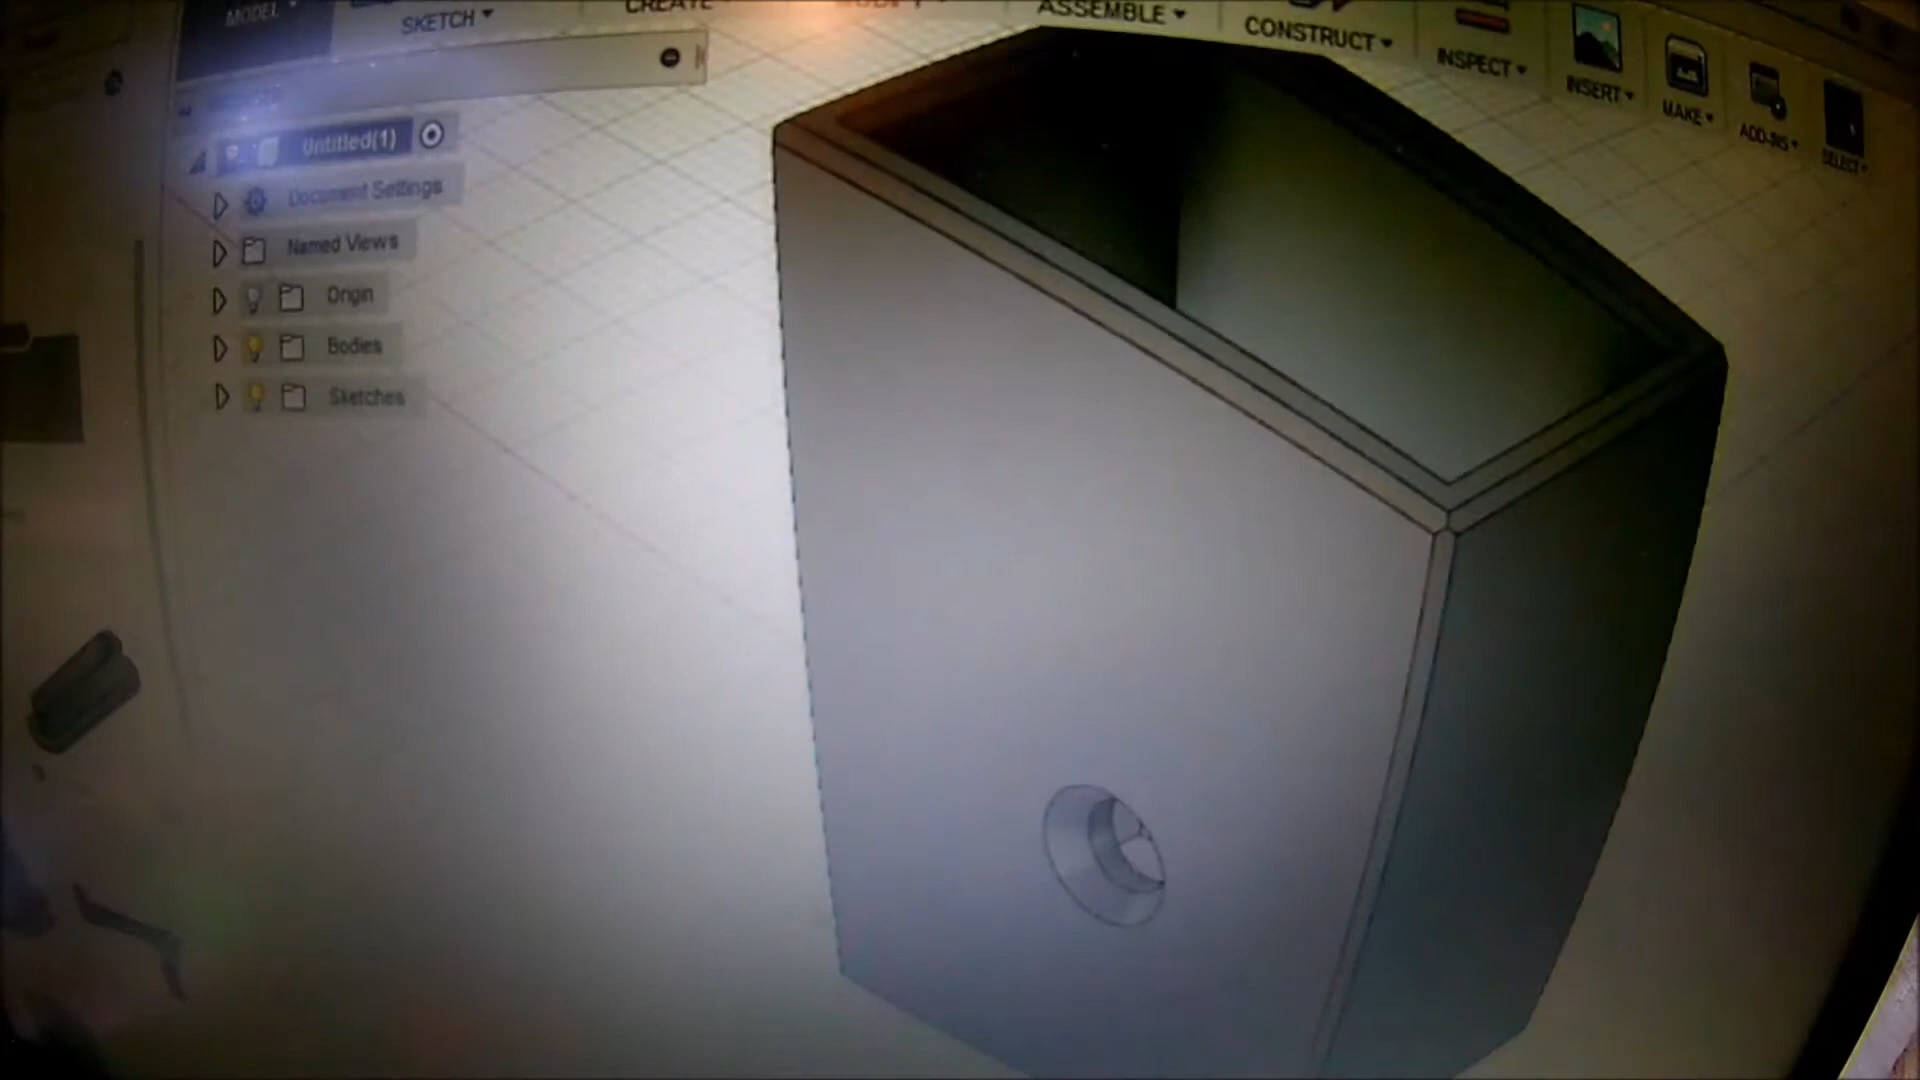 MODEL
SKETCH
CREATE
ASSEMBLE
CONSTRUCT
INSPECT
INSERT
MAKE
ADD-INS
SELECT
Untitled(1)
Document Settings
Named Views
Origin
Bodies
Sketches